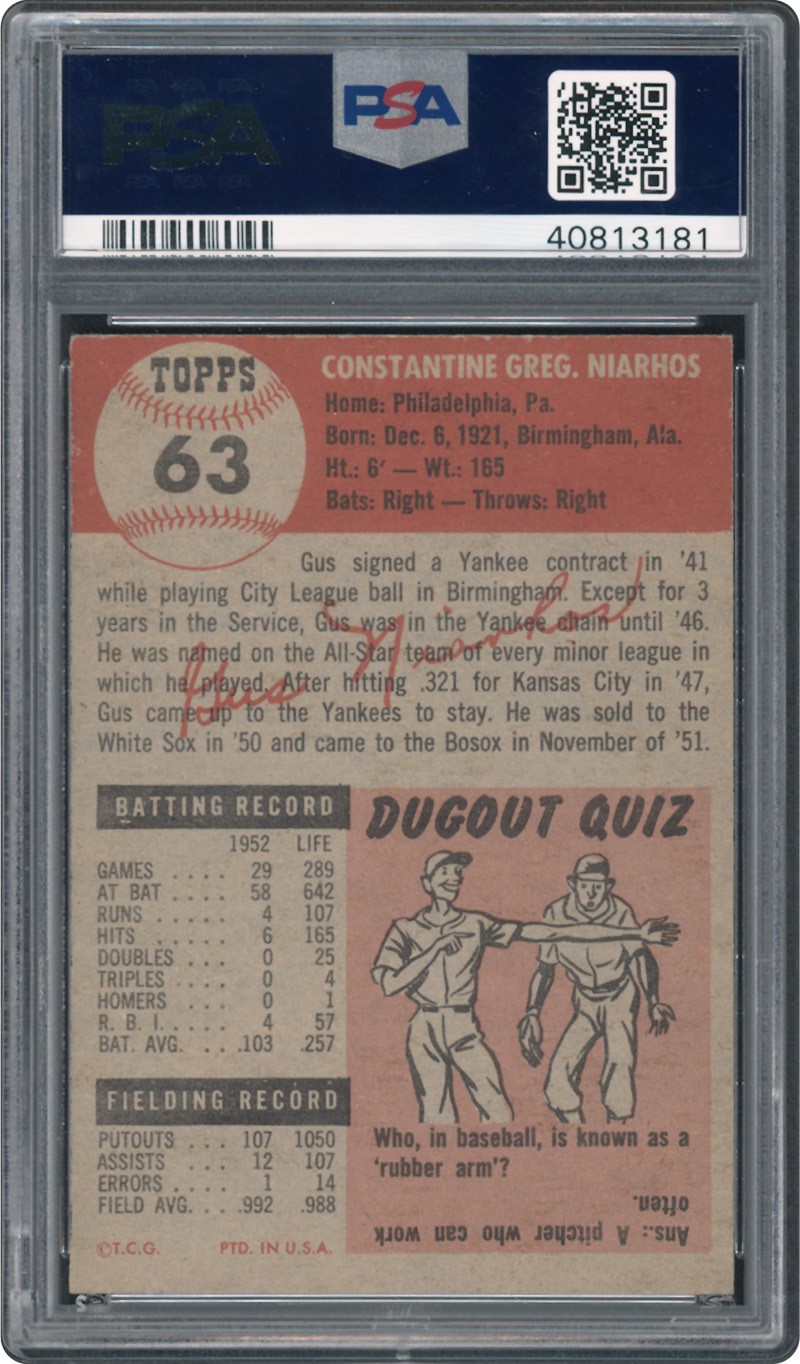 PSA
PSA
40813181
TOPPS
63
CONSTANTINE GREG. NIARHOS
Home: Philadelphia, Pa.
Born: Dec. 6, 1921, Birmingham, Ala.
Ht.: 6' — Wt.: 165
Bats: Right — Throws: Right
Gus signed a Yankee contract in '41
while playing City League ball in Birmingham. Except for 3
years in the Service, Gus was in the Yankee chain until '46.
He was named on the All-Star team of every minor league in
which he played. After hitting .321 for Kansas City in '47,
Gus came up to the Yankees to stay. He was sold to the
White Sox in '50 and came to the Bosox in November of '51.
Gus Niarhos
BATTING RECORD
1952 LIFE
GAMES .... 29 289
AT BAT .... 58 642
RUNS ..... 4 107
HITS ..... 6 165
DOUBLES ... 0 25
TRIPLES .... 0 4
HOMERS ... 0 1
R. B. I. .... 4 57
BAT. AVG. ... .103 .257
FIELDING RECORD
PUTOUTS ... 107 1050
ASSISTS .... 12 107
ERRORS .... 1 14
FIELD AVG. ... .992 .988
©T.C.G. PTD. IN U.S.A.
DUGOUT QUIZ
Who, in baseball, is known as a
'rubber arm'?
Ans.: A pitcher who can work
often.